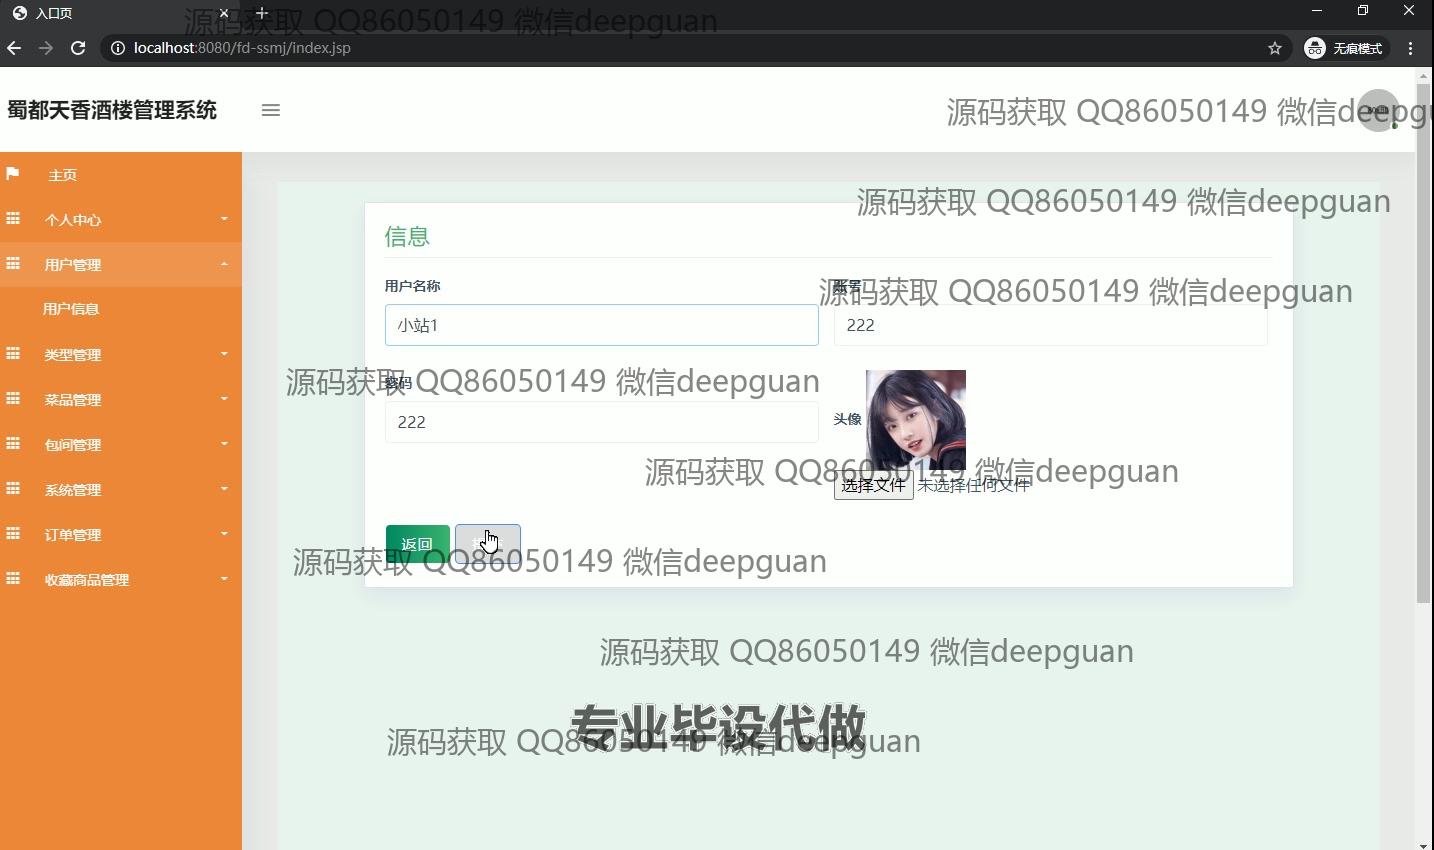 入口页
localhost:8080/fd-ssmj/index.jsp
无痕模式
源码获取 QQ86050149 微信deepguan
蜀都天香酒楼管理系统
源码获取 QQ86050149 微信deepgu
主页
个人中心
用户管理
用户信息
类型管理
菜品管理
包间管理
系统管理
订单管理
收藏商品管理
源码获取 QQ86050149 微信deepguan
信息
用户名称
账号
源码获取 QQ86050149 微信deepguan
小站1
222
密码
源码获取 QQ86050149 微信deepguan
222
头像
源码获取 QQ86050149 微信deepguan
选择文件 未选择任何文件
返回
源码获取 QQ86050149 微信deepguan
源码获取 QQ86050149 微信deepguan
专业毕设代做
源码获取 QQ86050149 微信deepguan